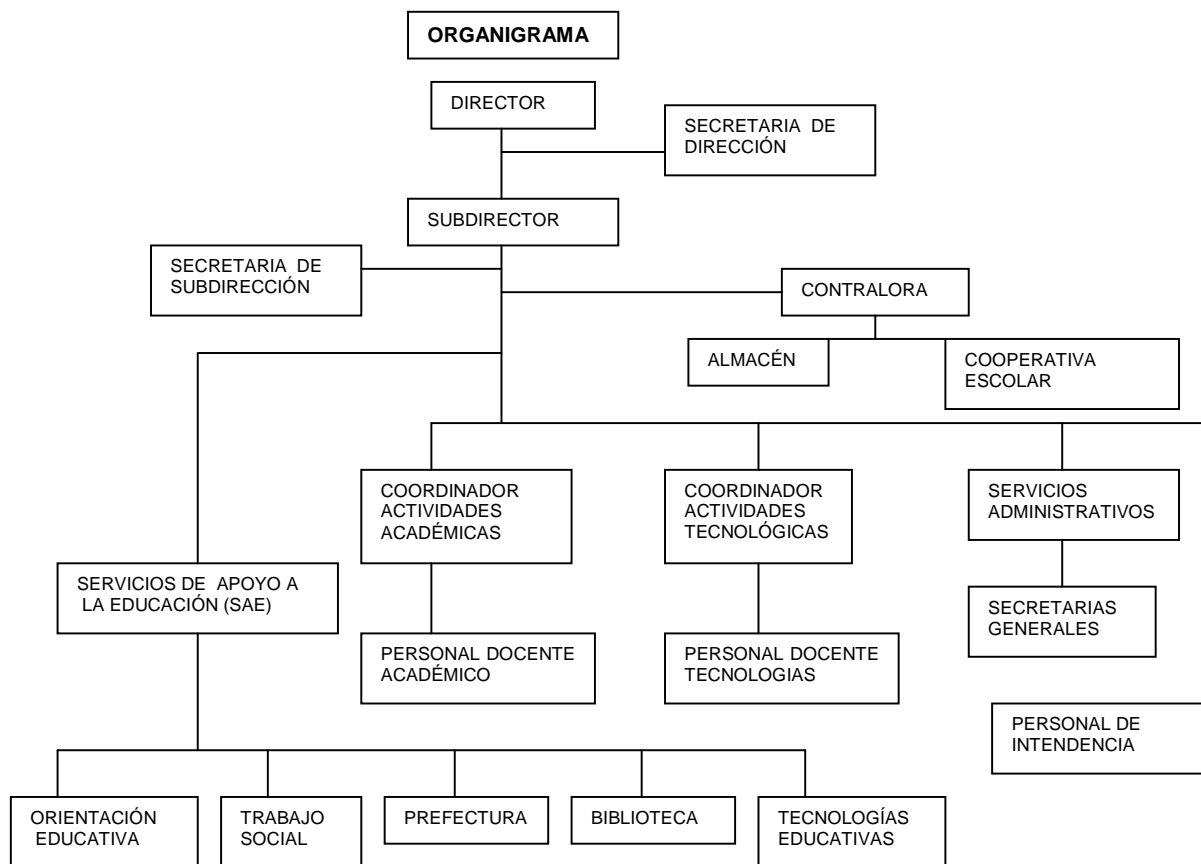 ORGANIGRAMA
DIRECTOR
SECRETARIA DE
DIRECCIÓN
SUBDIRECTOR
SECRETARIA DE
SUBDIRECCIÓN
CONTRALORA
ALMACÉN
COOPERATIVA
ESCOLAR
COORDINADOR
ACTIVIDADES
ACADÉMICAS
COORDINADOR
ACTIVIDADES
TECNOLÓGICAS
SERVICIOS
ADMINISTRATIVOS
SERVICIOS DE APOYO A
LA EDUCACIÓN (SAE)
SECRETARIAS
GENERALES
PERSONAL DOCENTE
ACADÉMICO
PERSONAL DOCENTE
TECNOLOGIAS
PERSONAL DE
INTENDENCIA
ORIENTACIÓN
EDUCATIVA
TRABAJO
SOCIAL
PREFECTURA
BIBLIOTECA
TECNOLOGÍAS
EDUCATIVAS